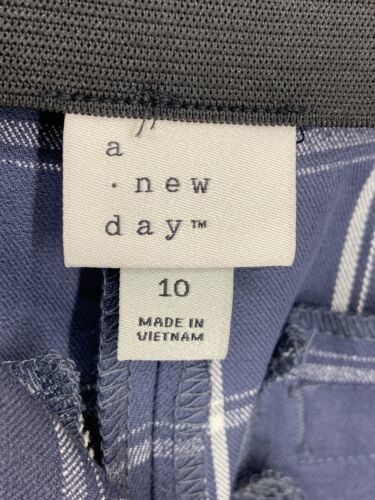 a
· new
day™
10
MADE IN
VIETNAM